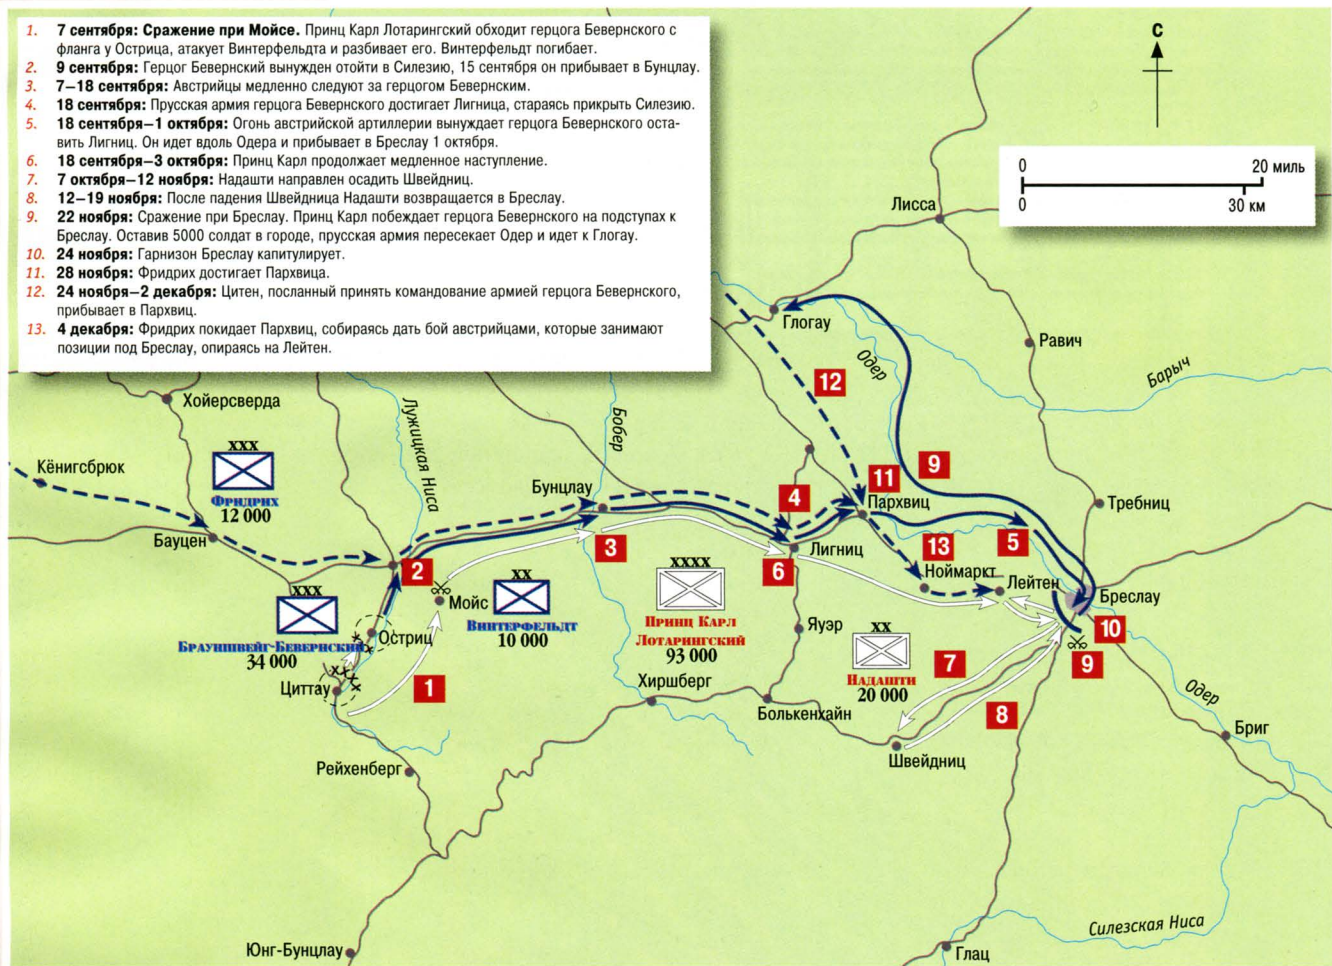 1. 7 сентября: Сражение при Мойсе. Принц Карл Лотарингский обходит герцога Бевернского с
фланга у Острица, атакует Винтерфельдта и разбивает его. Винтерфельдт погибает.
2. 9 сентября: Герцог Бевернский вынужден отойти в Силезию, 15 сентября он прибывает в Бунцлау.
3. 7–18 сентября: Австрийцы медленно следуют за герцогом Бевернским.
4. 18 сентября: Прусская армия герцога Бевернского достигает Лигница, стараясь прикрыть Силезию.
5. 18 сентября–1 октября: Огонь австрийской артиллерии вынуждает герцога Бевернского оста-
вить Лигниц. Он идет вдоль Одера и прибывает в Бреслау 1 октября.
6. 18 сентября–3 октября: Принц Карл продолжает медленное наступление.
7. 7 октября–12 ноября: Надашти направлен осадить Швейдниц.
8. 12–19 ноября: После падения Швейдница Надашти возвращается в Бреслау.
9. 22 ноября: Сражение при Бреслау. Принц Карл побеждает герцога Бевернского на подступах к
Бреслау. Оставив 5000 солдат в городе, прусская армия пересекает Одер и идет к Глогау.
10. 24 ноября: Гарнизон Бреслау капитулирует.
11. 28 ноября: Фридрих достигает Пархвица.
12. 24 ноября–2 декабря: Цитен, посланный принять командование армией герцога Бевернского,
прибывает в Пархвиц.
13. 4 декабря: Фридрих покидает Пархвиц, собираясь дать бой австрийцами, которые занимают
позиции под Бреслау, опираясь на Лейтен.
С
0 20 миль
0 30 км
Лисса
Глогау
Равич
Одер
Барыч
12
Хойерсверда
Лужицкая Ниса
Бобер
XXX
Кёнигсбрюк
Фридрих
12 000
9
11
Бунцлау
4
Пархвиц
Требниц
Бауцен
3
Лигниц
13
5
2
6
XXXX
Ноймаркт
Лейтен
XXX
XX
Мойс
Бреслау
Винтерфельдт
10 000
Принц Карл
Лотарингский
93 000
Яуэр
XX
10
Остриц
Брауншвейг-Бевернский
34 000
7
9
Циттау
1
Хиршберг
Надашти
20 000
Одер
Болькенхайн
8
Бриг
Рейхенберг
Швейдниц
Силезская Ниса
Юнг-Бунцлау
Глац